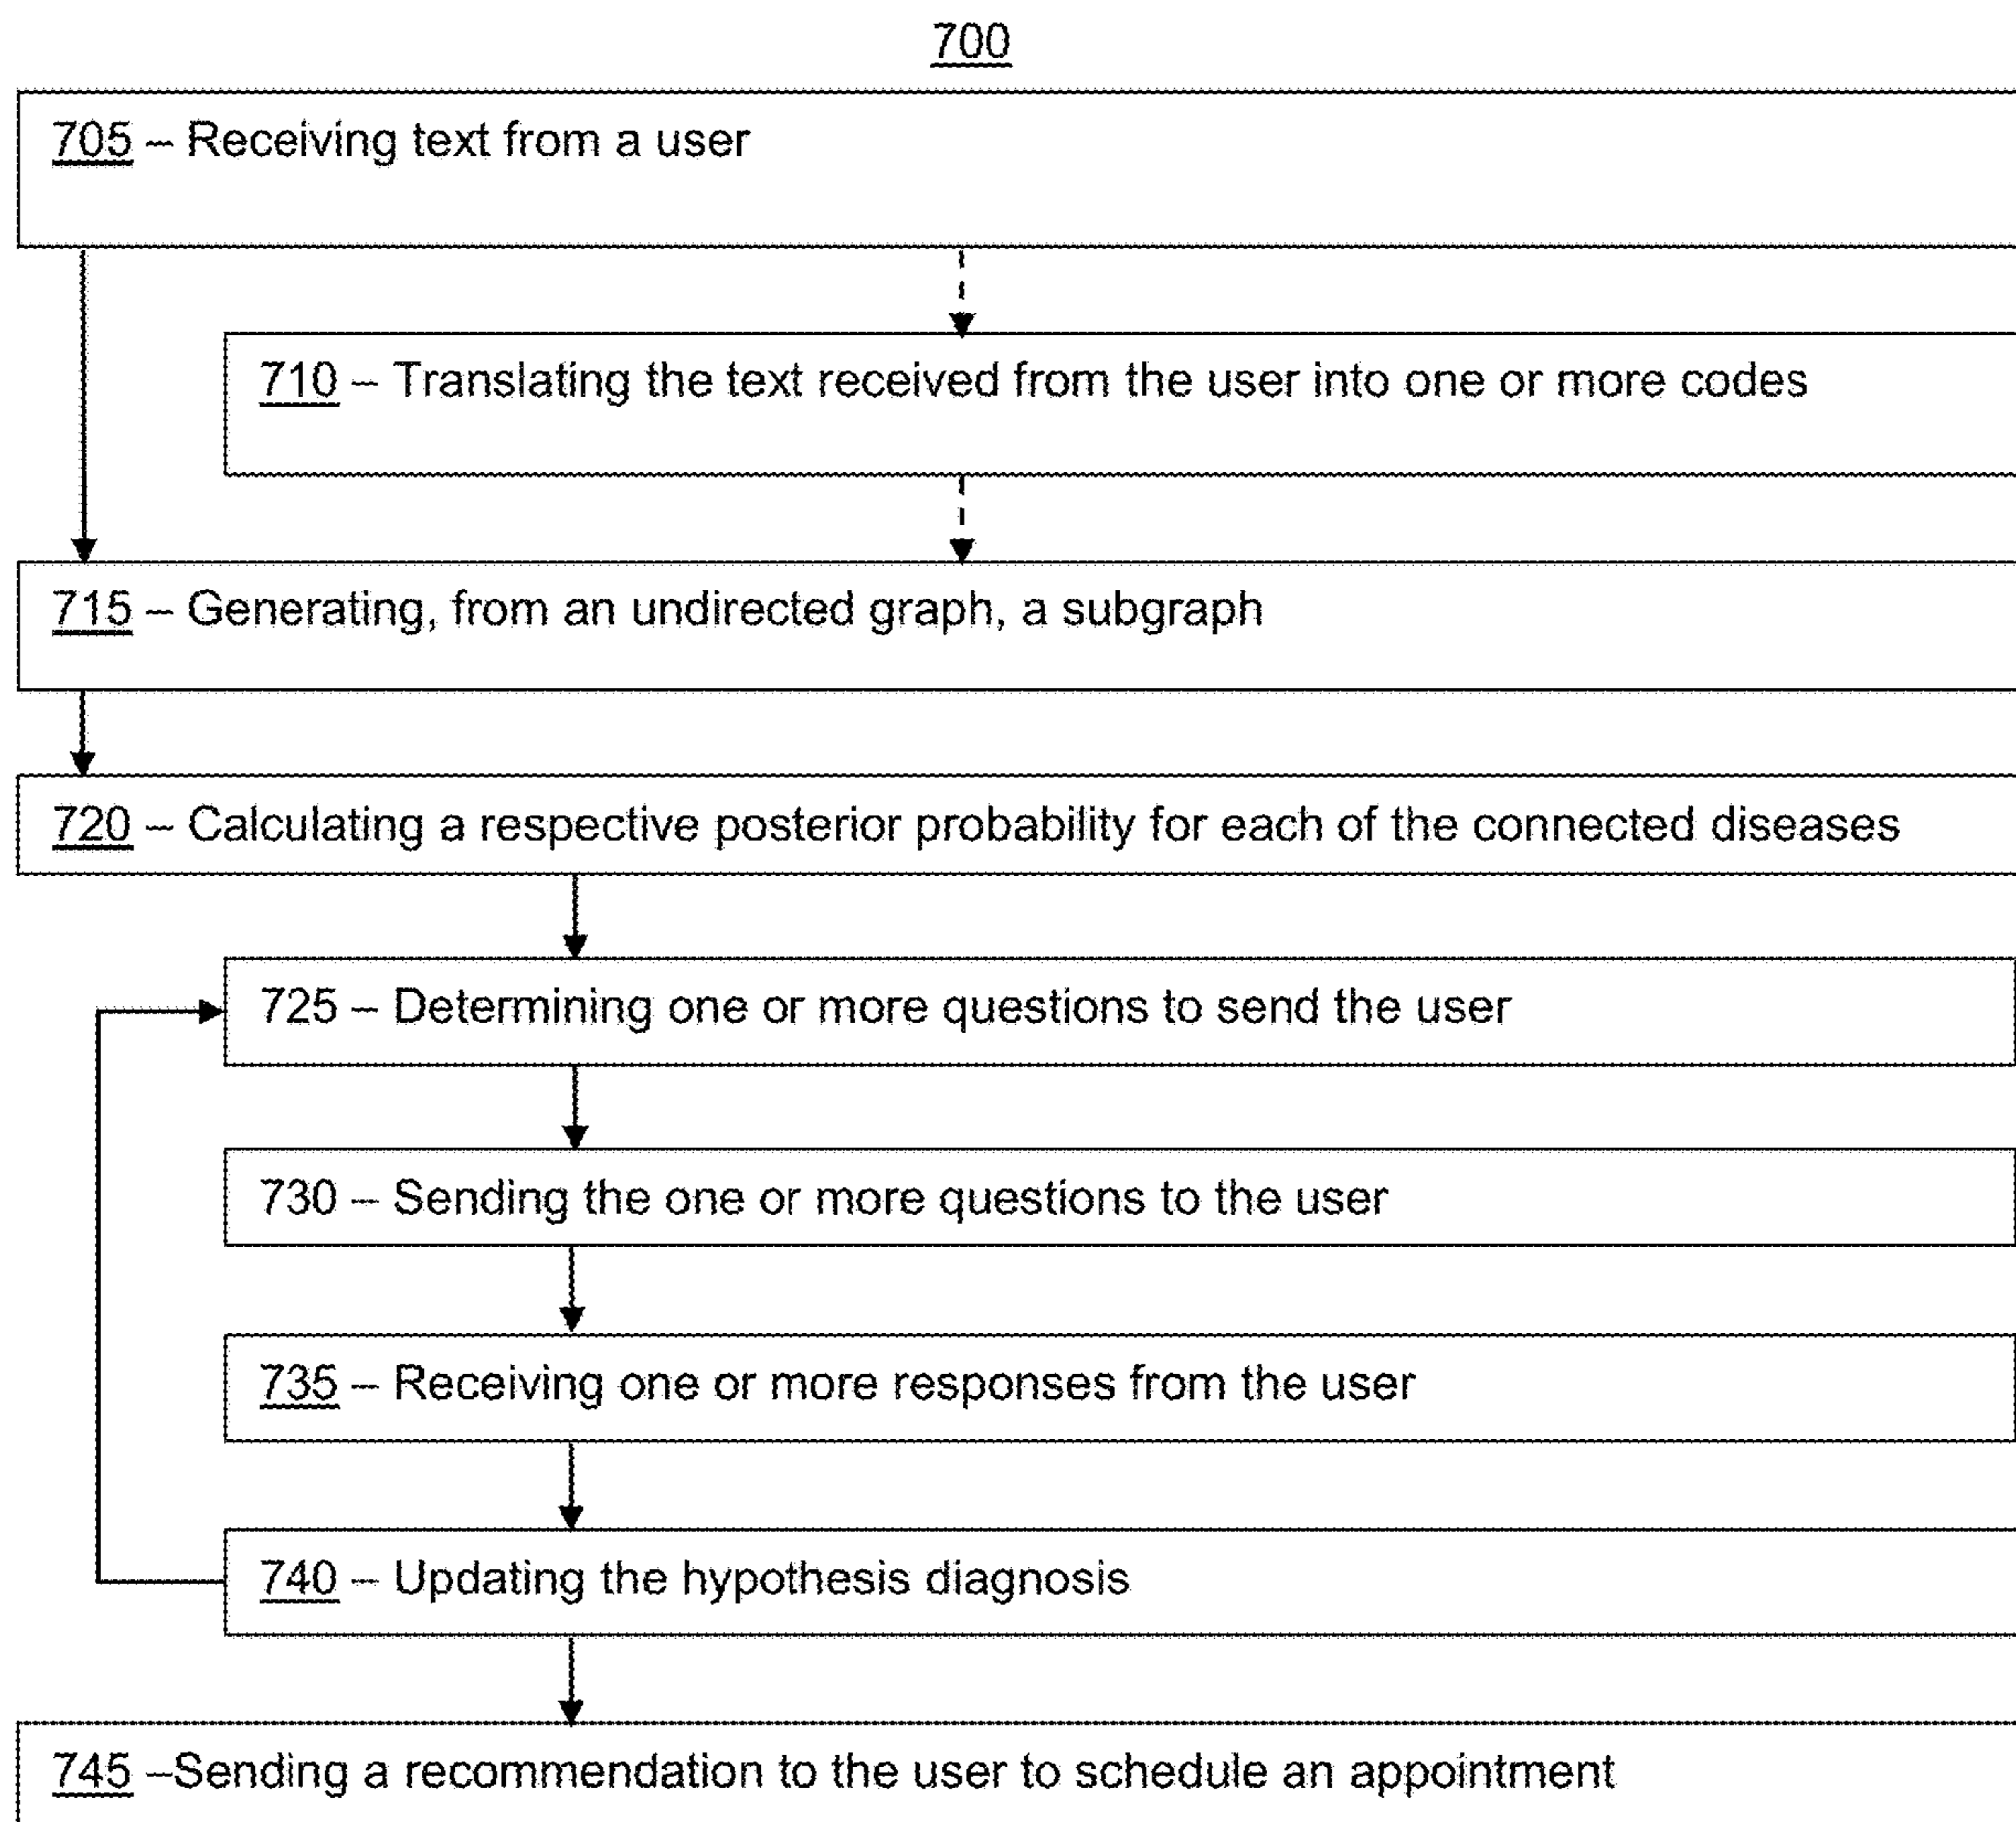 700
705 – Receiving text from a user
710 – Translating the text received from the user into one or more codes
715 – Generating, from an undirected graph, a subgraph
720 – Calculating a respective posterior probability for each of the connected diseases
725 – Determining one or more questions to send the user
730 – Sending the one or more questions to the user
735 – Receiving one or more responses from the user
740 – Updating the hypothesis diagnosis
745 –Sending a recommendation to the user to schedule an appointment